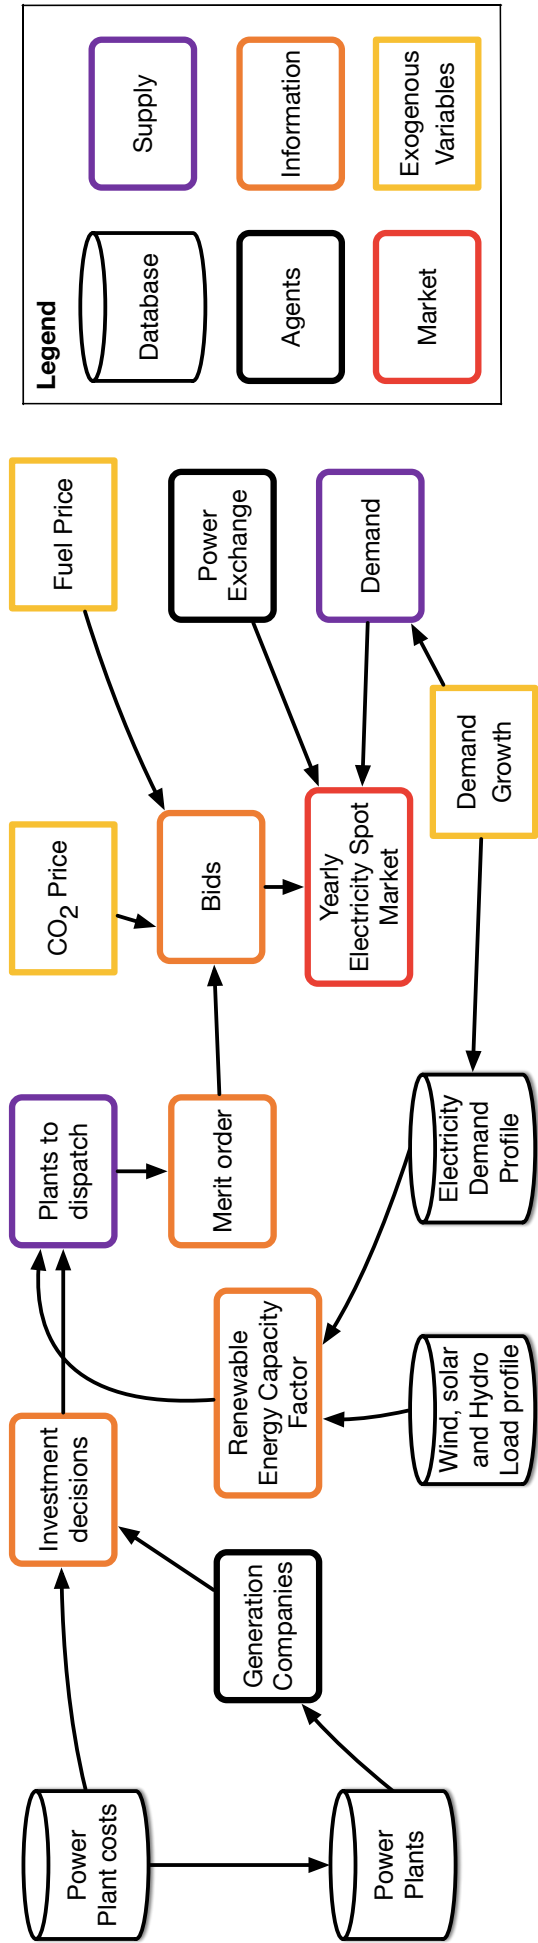 Power
Plant costs
Power
Plants
Generation
Companies
Investment
decisions
Renewable
Energy Capacity
Factor
Wind, solar
and Hydro
Load profile
Plants to
dispatch
Merit order
Electricity
Demand
Profile
CO2 Price
Bids
Yearly
Electricity Spot
Market
Demand
Growth
Fuel Price
Power
Exchange
Demand
Legend
Database
Supply
Agents
Information
Market
Exogenous
Variables